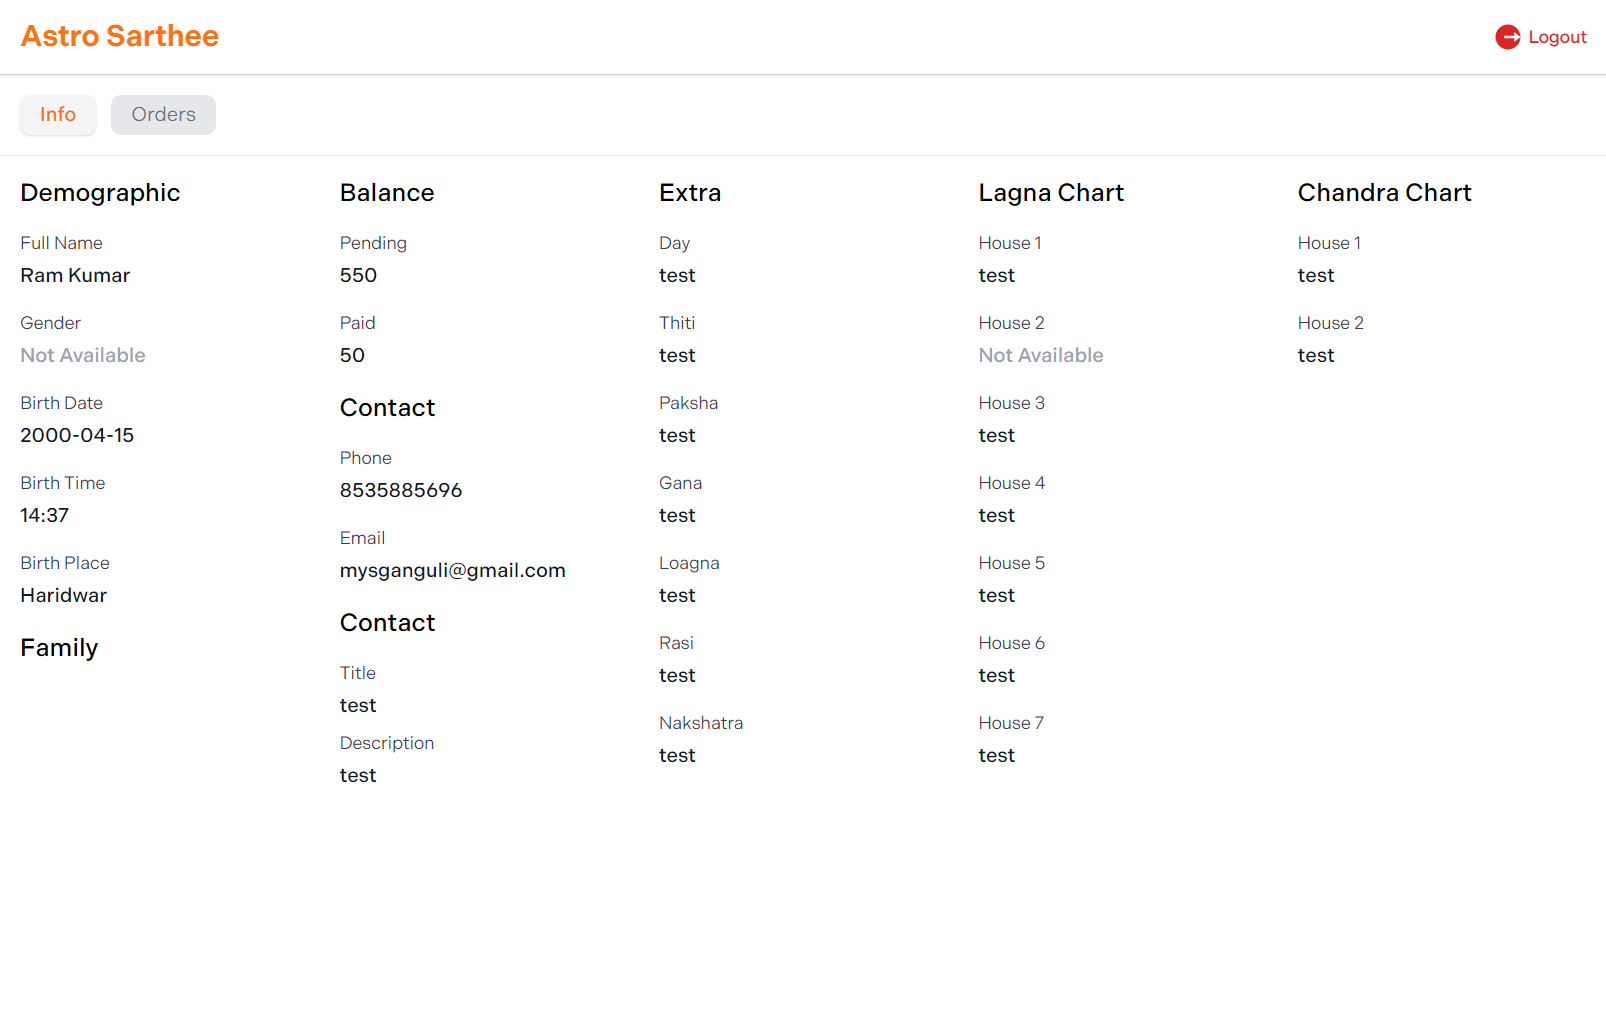 Astro Sarthee
Logout
Info
Orders
Demographic
Full Name
Ram Kumar
Gender
Not Available
Birth Date
2000-04-15
Birth Time
14:37
Birth Place
Haridwar
Family
Balance
Pending
550
Paid
50
Contact
Phone
8535885696
Email
mysganguli@gmail.com
Contact
Title
test
Description
test
Extra
Day
test
Thiti
test
Paksha
test
Gana
test
Loagna
test
Rasi
test
Nakshatra
test
Lagna Chart
House 1
test
House 2
Not Available
House 3
test
House 4
test
House 5
test
House 6
test
House 7
test
Chandra Chart
House 1
test
House 2
test